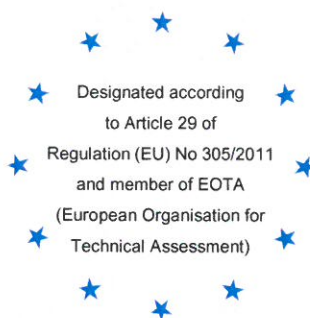 Designated according
to Article 29 of
Regulation (EU) No 305/2011
and member of EOTA
(European Organisation for
Technical Assessment)